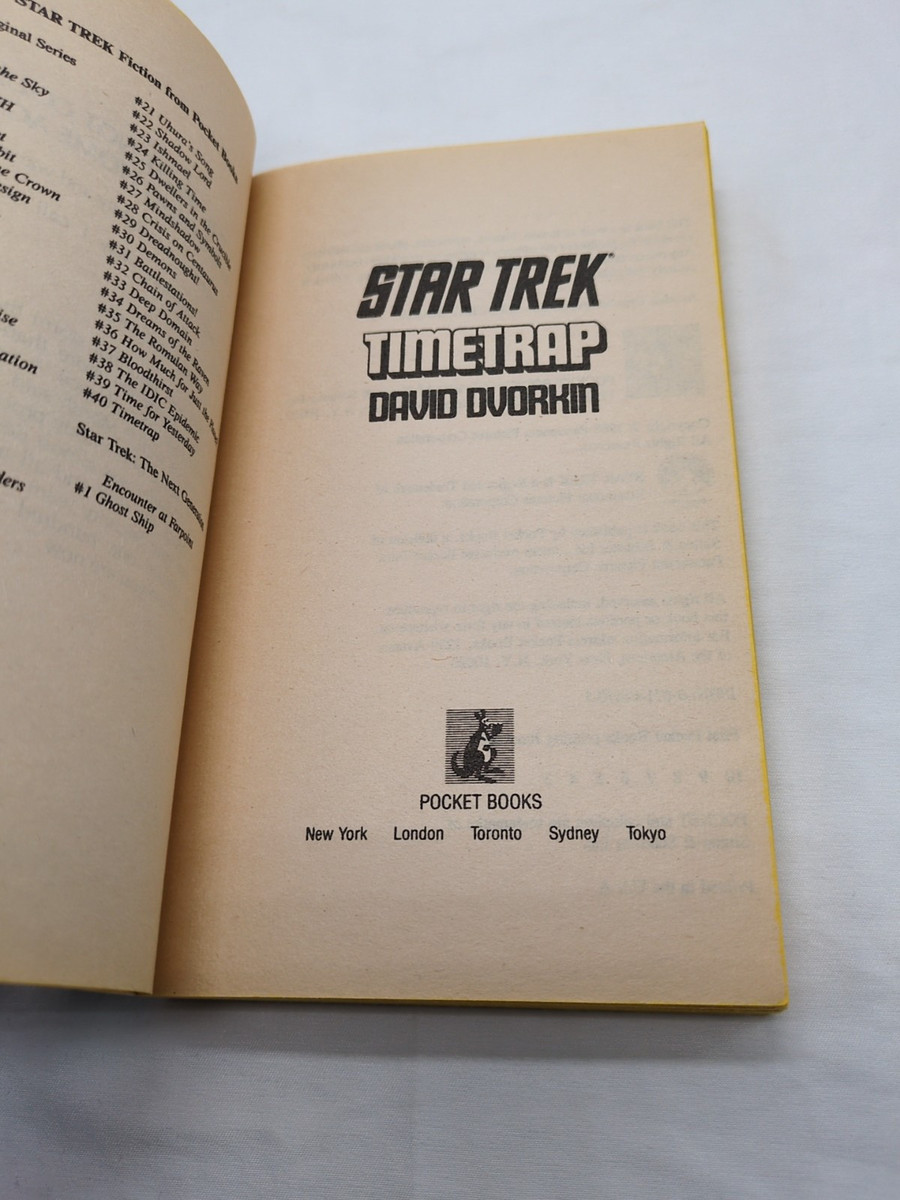 STAR TREK Fiction from Pocket Books
ginal Series
he Sky
TH
bit
e Crown
sign
ise
ation
ders
#21 Uhura's Song
#22 Shadow Lord
#23 Ishmael
#24 Killing Time
#25 Dwellers in the Crucible
#26 Pawns and Symbols
#27 Mindshadow
#28 Crisis on Centaurus
#29 Dreadnought!
#30 Demons
#31 Battlestations!
#32 Chain of Attack
#33 Deep Domain
#34 Dreams of the Raven
#35 The Romulan Way
#36 How Much for Just the Planet?
#37 Bloodthirst
#38 The IDIC Epidemic
#39 Time for Yesterday
#40 Timetrap
Star Trek: The Next Generation
Encounter at Farpoint
#1 Ghost Ship
STAR TREK®
TIMETRAP
DAVID DVORKIN
POCKET BOOKS
New York London Toronto Sydney Tokyo